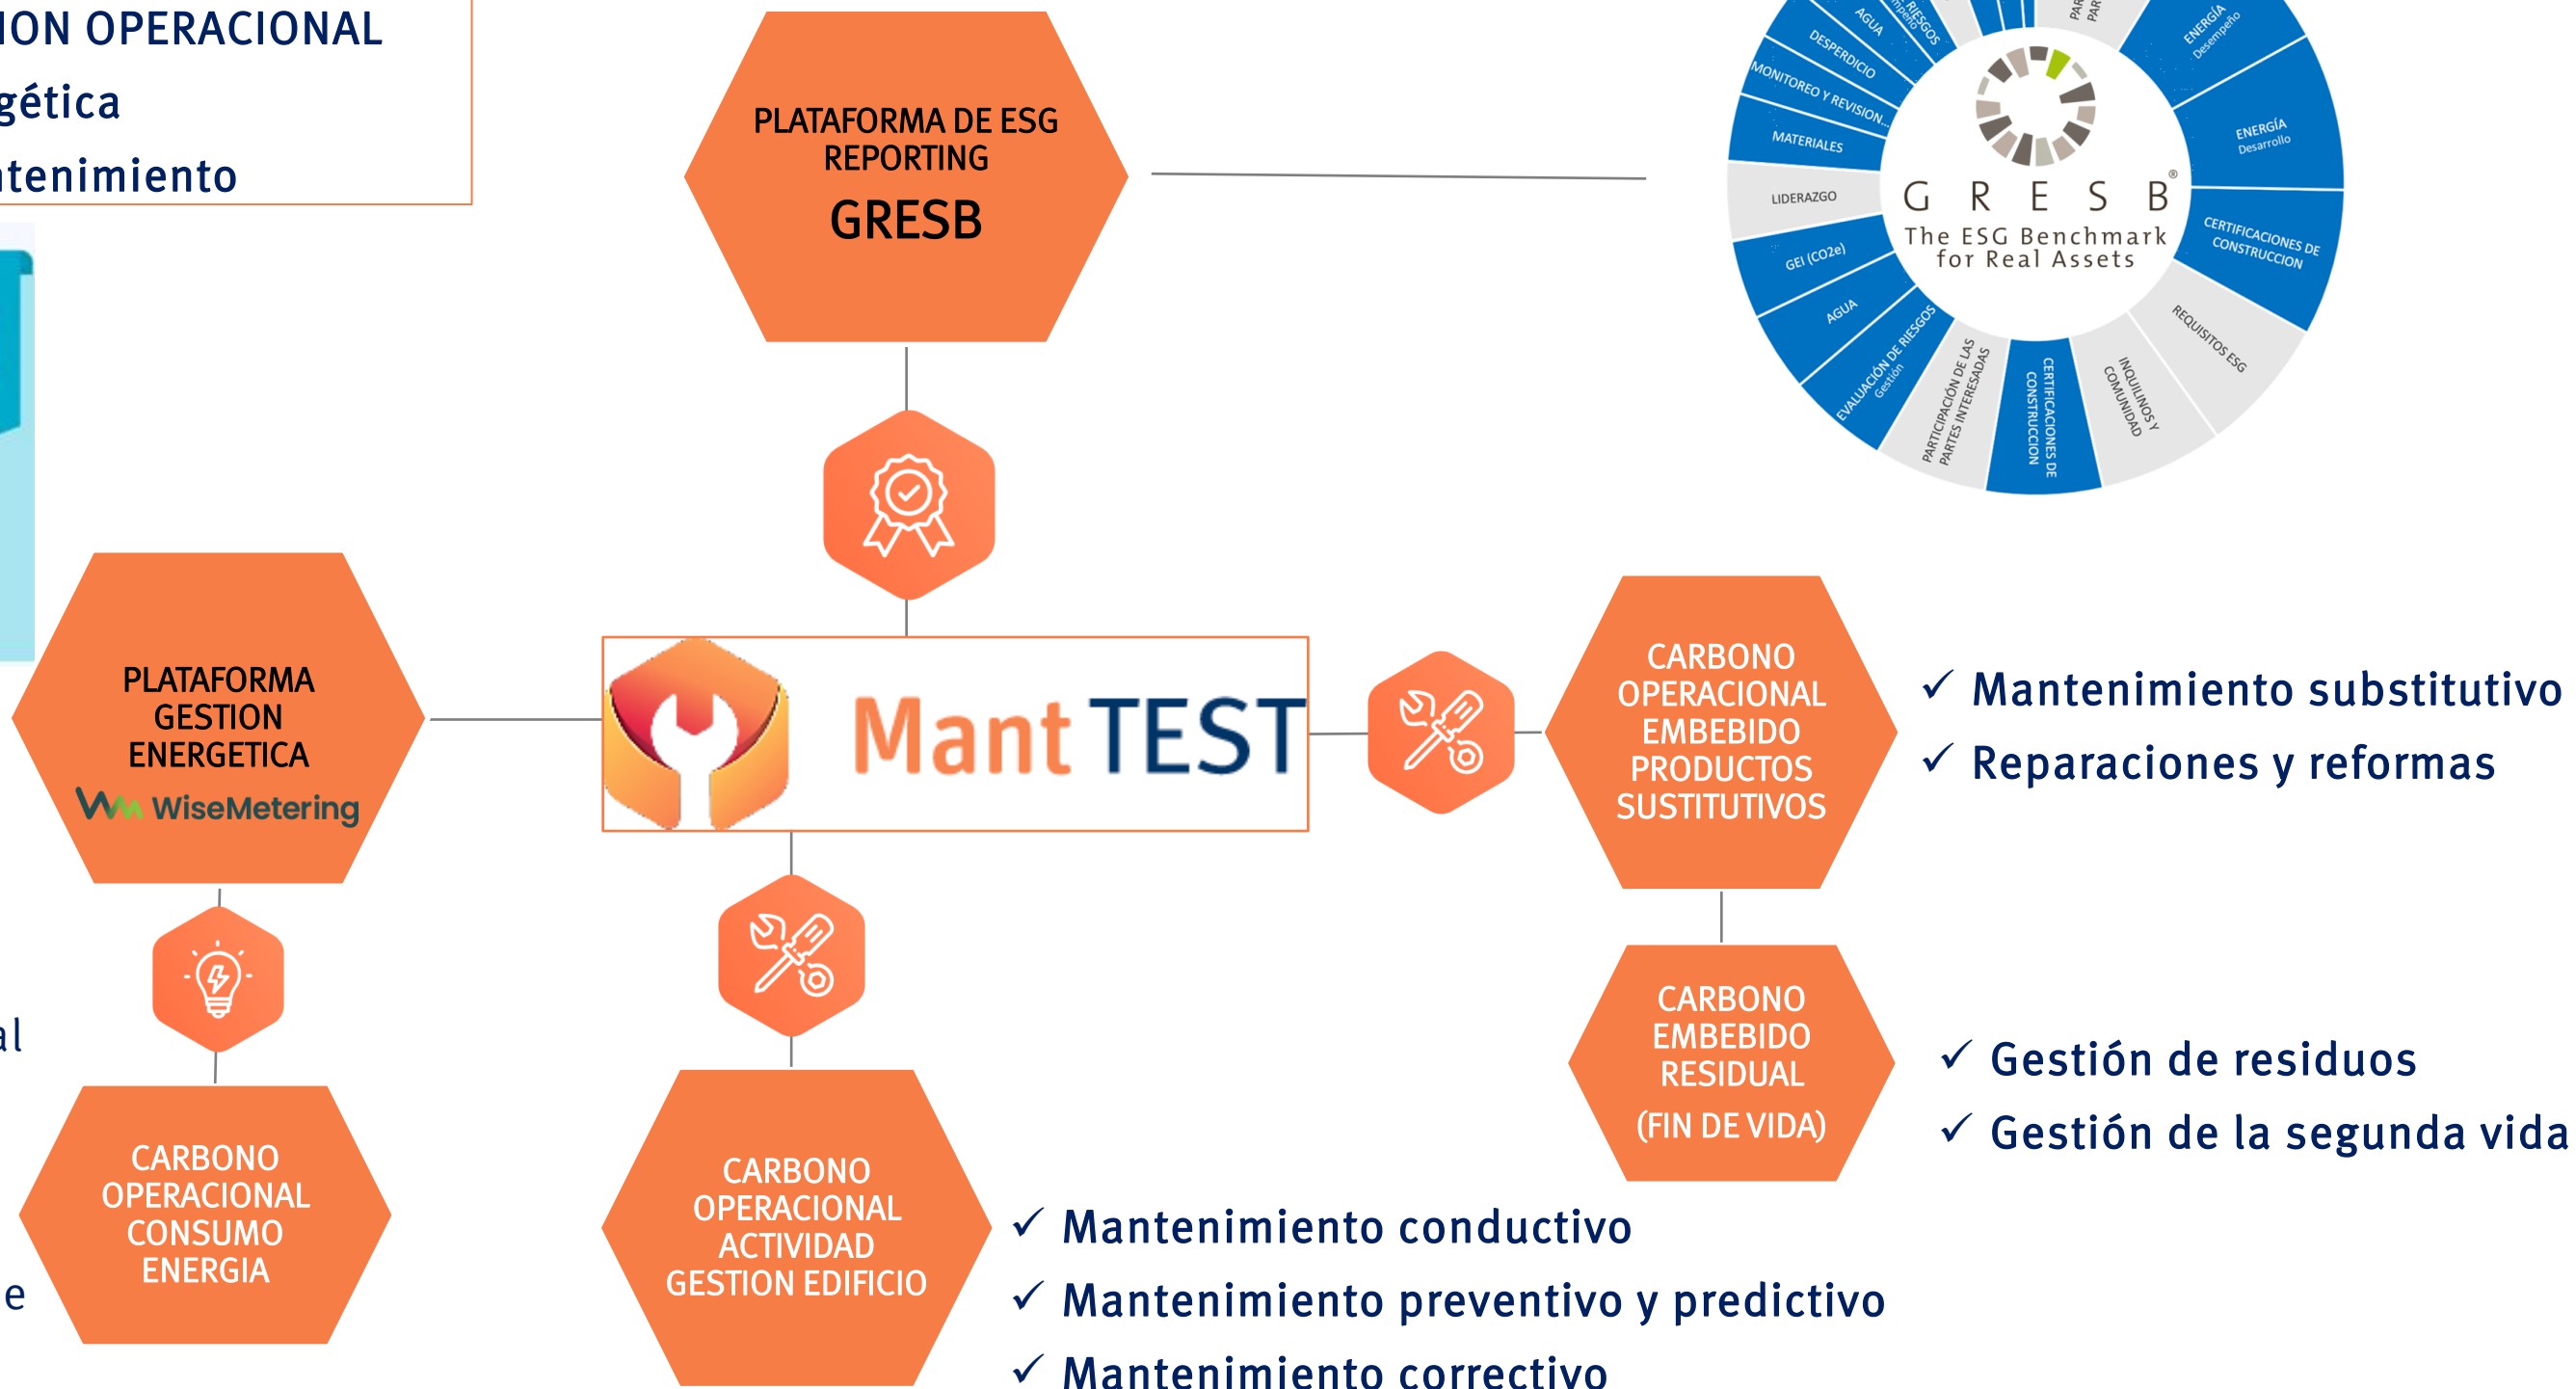 ION OPERACIONAL
gética
ntenimiento
PLATAFORMA DE ESG
REPORTING
GRESB
AGUA
DESPERDICIO
MONITOREO Y REVISION...
MATERIALES
LIDERAZGO
GEI (CO2e)
AGUA
EVALUACIÓN DE RIESGOS
Gestión
PARTICIPACIÓN DE LAS
PARTES INTERESADAS
CERTIFICACIONES DE
CONSTRUCCION
INQUILINOS Y
COMUNIDAD
REQUISITOS ESG
CERTIFICACIONES DE
CONSTRUCCION
ENERGÍA
Desarrollo
ENERGÍA
Desempeño
RIESGOS
GRESB®
The ESG Benchmark
for Real Assets
PLATAFORMA
GESTION
ENERGETICA
WiseMetering
Mant TEST
CARBONO
OPERACIONAL
EMBEBIDO
PRODUCTOS
SUSTITUTIVOS
✓ Mantenimiento substitutivo
✓ Reparaciones y reformas
CARBONO
EMBEBIDO
RESIDUAL
(FIN DE VIDA)
✓ Gestión de residuos
✓ Gestión de la segunda vida
al
e
CARBONO
OPERACIONAL
CONSUMO
ENERGIA
CARBONO
OPERACIONAL
ACTIVIDAD
GESTION EDIFICIO
✓ Mantenimiento conductivo
✓ Mantenimiento preventivo y predictivo
✓ Mantenimiento correctivo